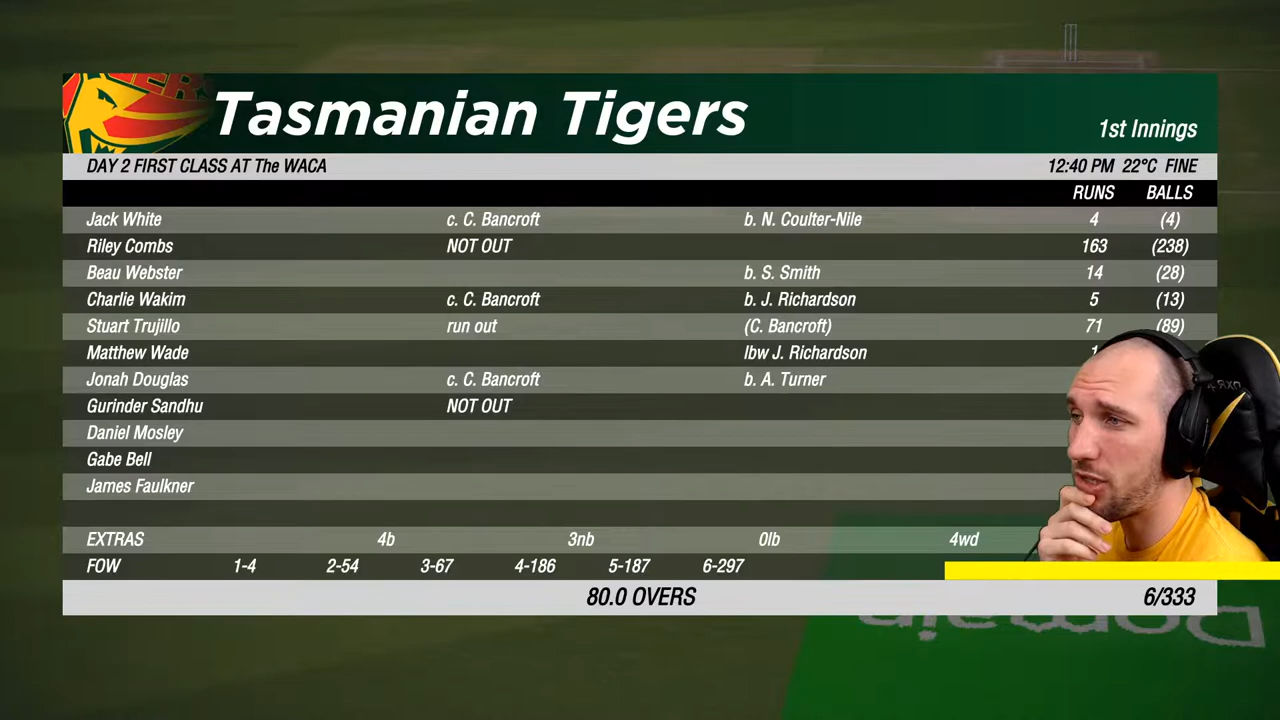 Tasmanian Tigers
1st Innings
DAY 2 FIRST CLASS AT The WACA 12:40 PM 22°C FINE
RUNS BALLS
Jack White c. C. Bancroft b. N. Coulter-Nile 4 (4)
Riley Combs NOT OUT 163 (238)
Beau Webster b. S. Smith 14 (28)
Charlie Wakim c. C. Bancroft b. J. Richardson 5 (13)
Stuart Trujillo run out (C. Bancroft) 71 (89)
Matthew Wade lbw J. Richardson
Jonah Douglas c. C. Bancroft b. A. Turner
Gurinder Sandhu NOT OUT
Daniel Mosley
Gabe Bell
James Faulkner
EXTRAS 4b 3nb 0lb 4wd
FOW 1-4 2-54 3-67 4-186 5-187 6-297
80.0 OVERS 6/333
Domain